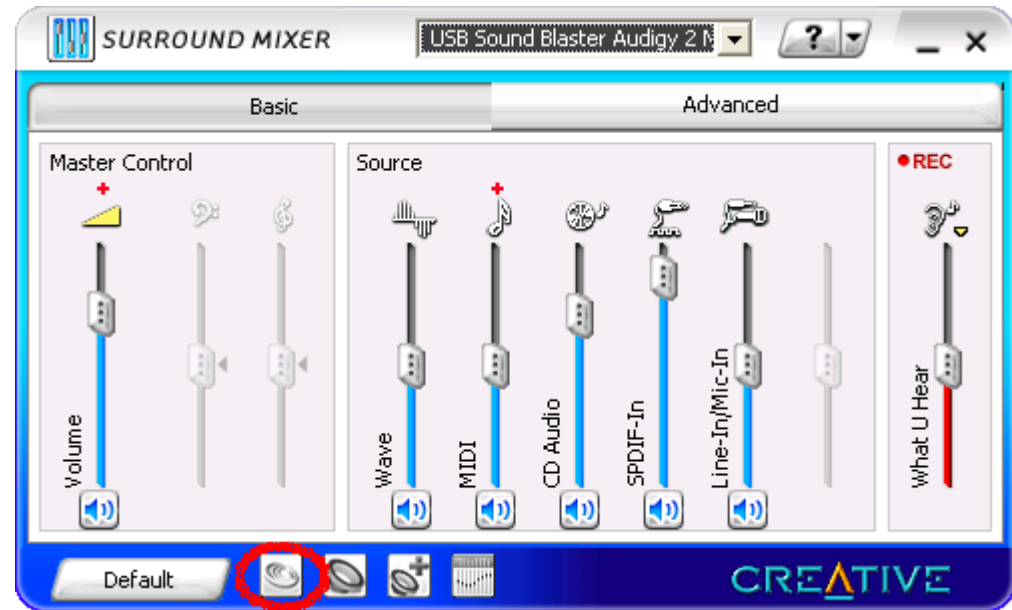 SURROUND MIXER
USB Sound Blaster Audigy 2 N
?
Basic
Advanced
Master Control
Source
REC
Volume
Wave
MIDI
CD Audio
SPDIF-In
Line-In/Mic-In
What U Hear
Default
CREATIVE